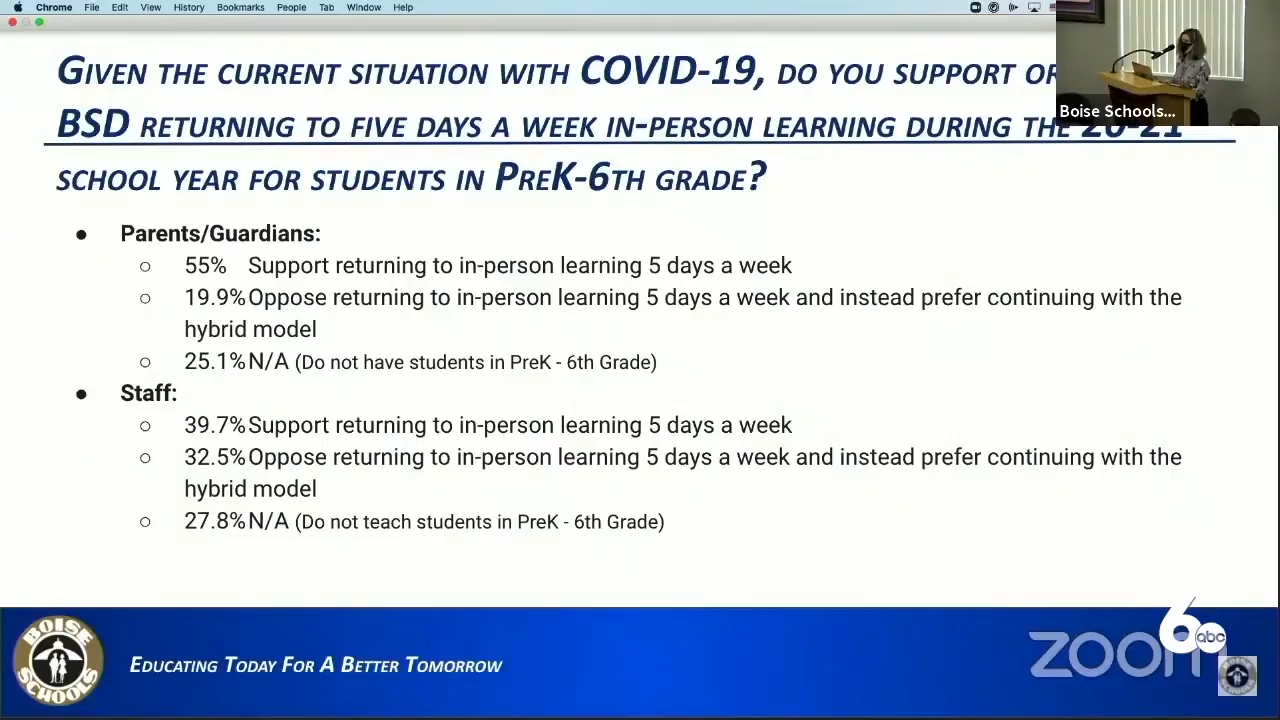 Chrome File Edit View History Bookmarks People Tab Window Help
GIVEN THE CURRENT SITUATION WITH COVID-19, DO YOU SUPPORT OR
Boise Schools...
BSD RETURNING TO FIVE DAYS A WEEK IN-PERSON LEARNING DURING THE 20-21
SCHOOL YEAR FOR STUDENTS IN PREK-6TH GRADE?
● Parents/Guardians:
○ 55% Support returning to in-person learning 5 days a week
○ 19.9% Oppose returning to in-person learning 5 days a week and instead prefer continuing with the
hybrid model
○ 25.1% N/A (Do not have students in PreK - 6th Grade)
● Staff:
○ 39.7% Support returning to in-person learning 5 days a week
○ 32.5% Oppose returning to in-person learning 5 days a week and instead prefer continuing with the
hybrid model
○ 27.8% N/A (Do not teach students in PreK - 6th Grade)
BOISE
SCHOOLS
EDUCATING TODAY FOR A BETTER TOMORROW
6
abc
zoom